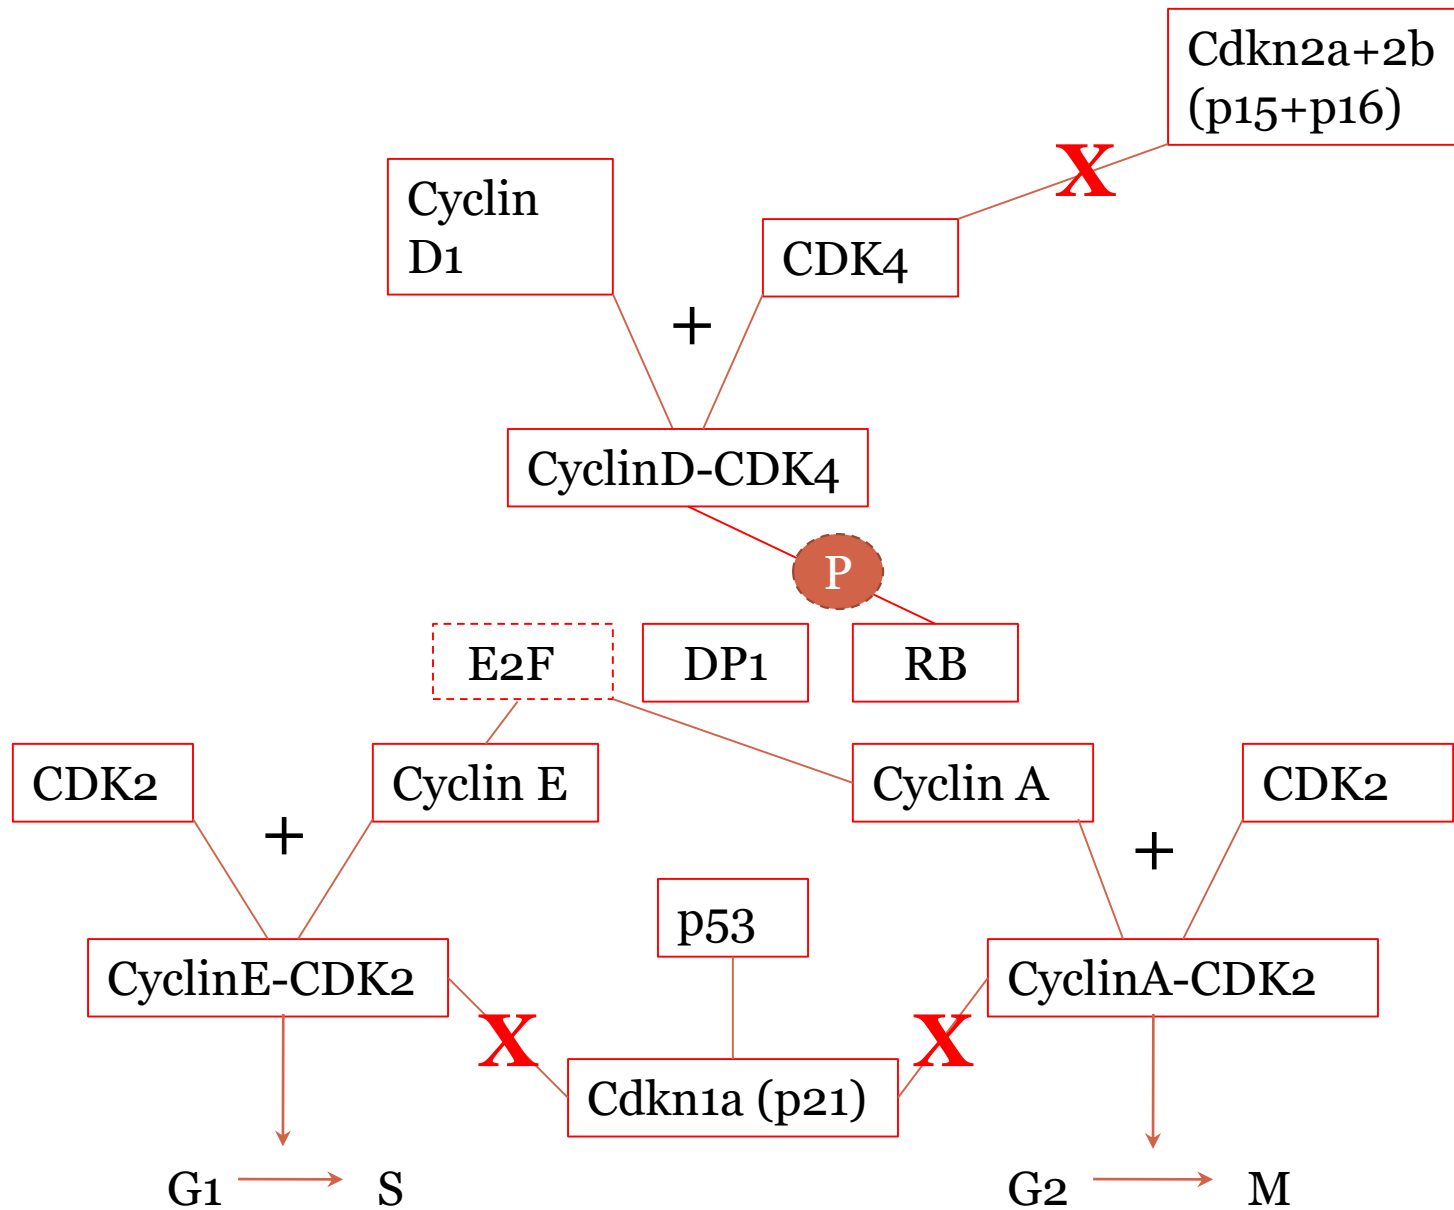 Cdkn2a+2b
(p15+p16)
X
Cyclin
D1
CDK4
+
CyclinD-CDK4
P
E2F
DP1
RB
CDK2
Cyclin E
Cyclin A
CDK2
+
+
p53
CyclinE-CDK2
CyclinA-CDK2
X
X
Cdkn1a (p21)
G1
S
G2
M